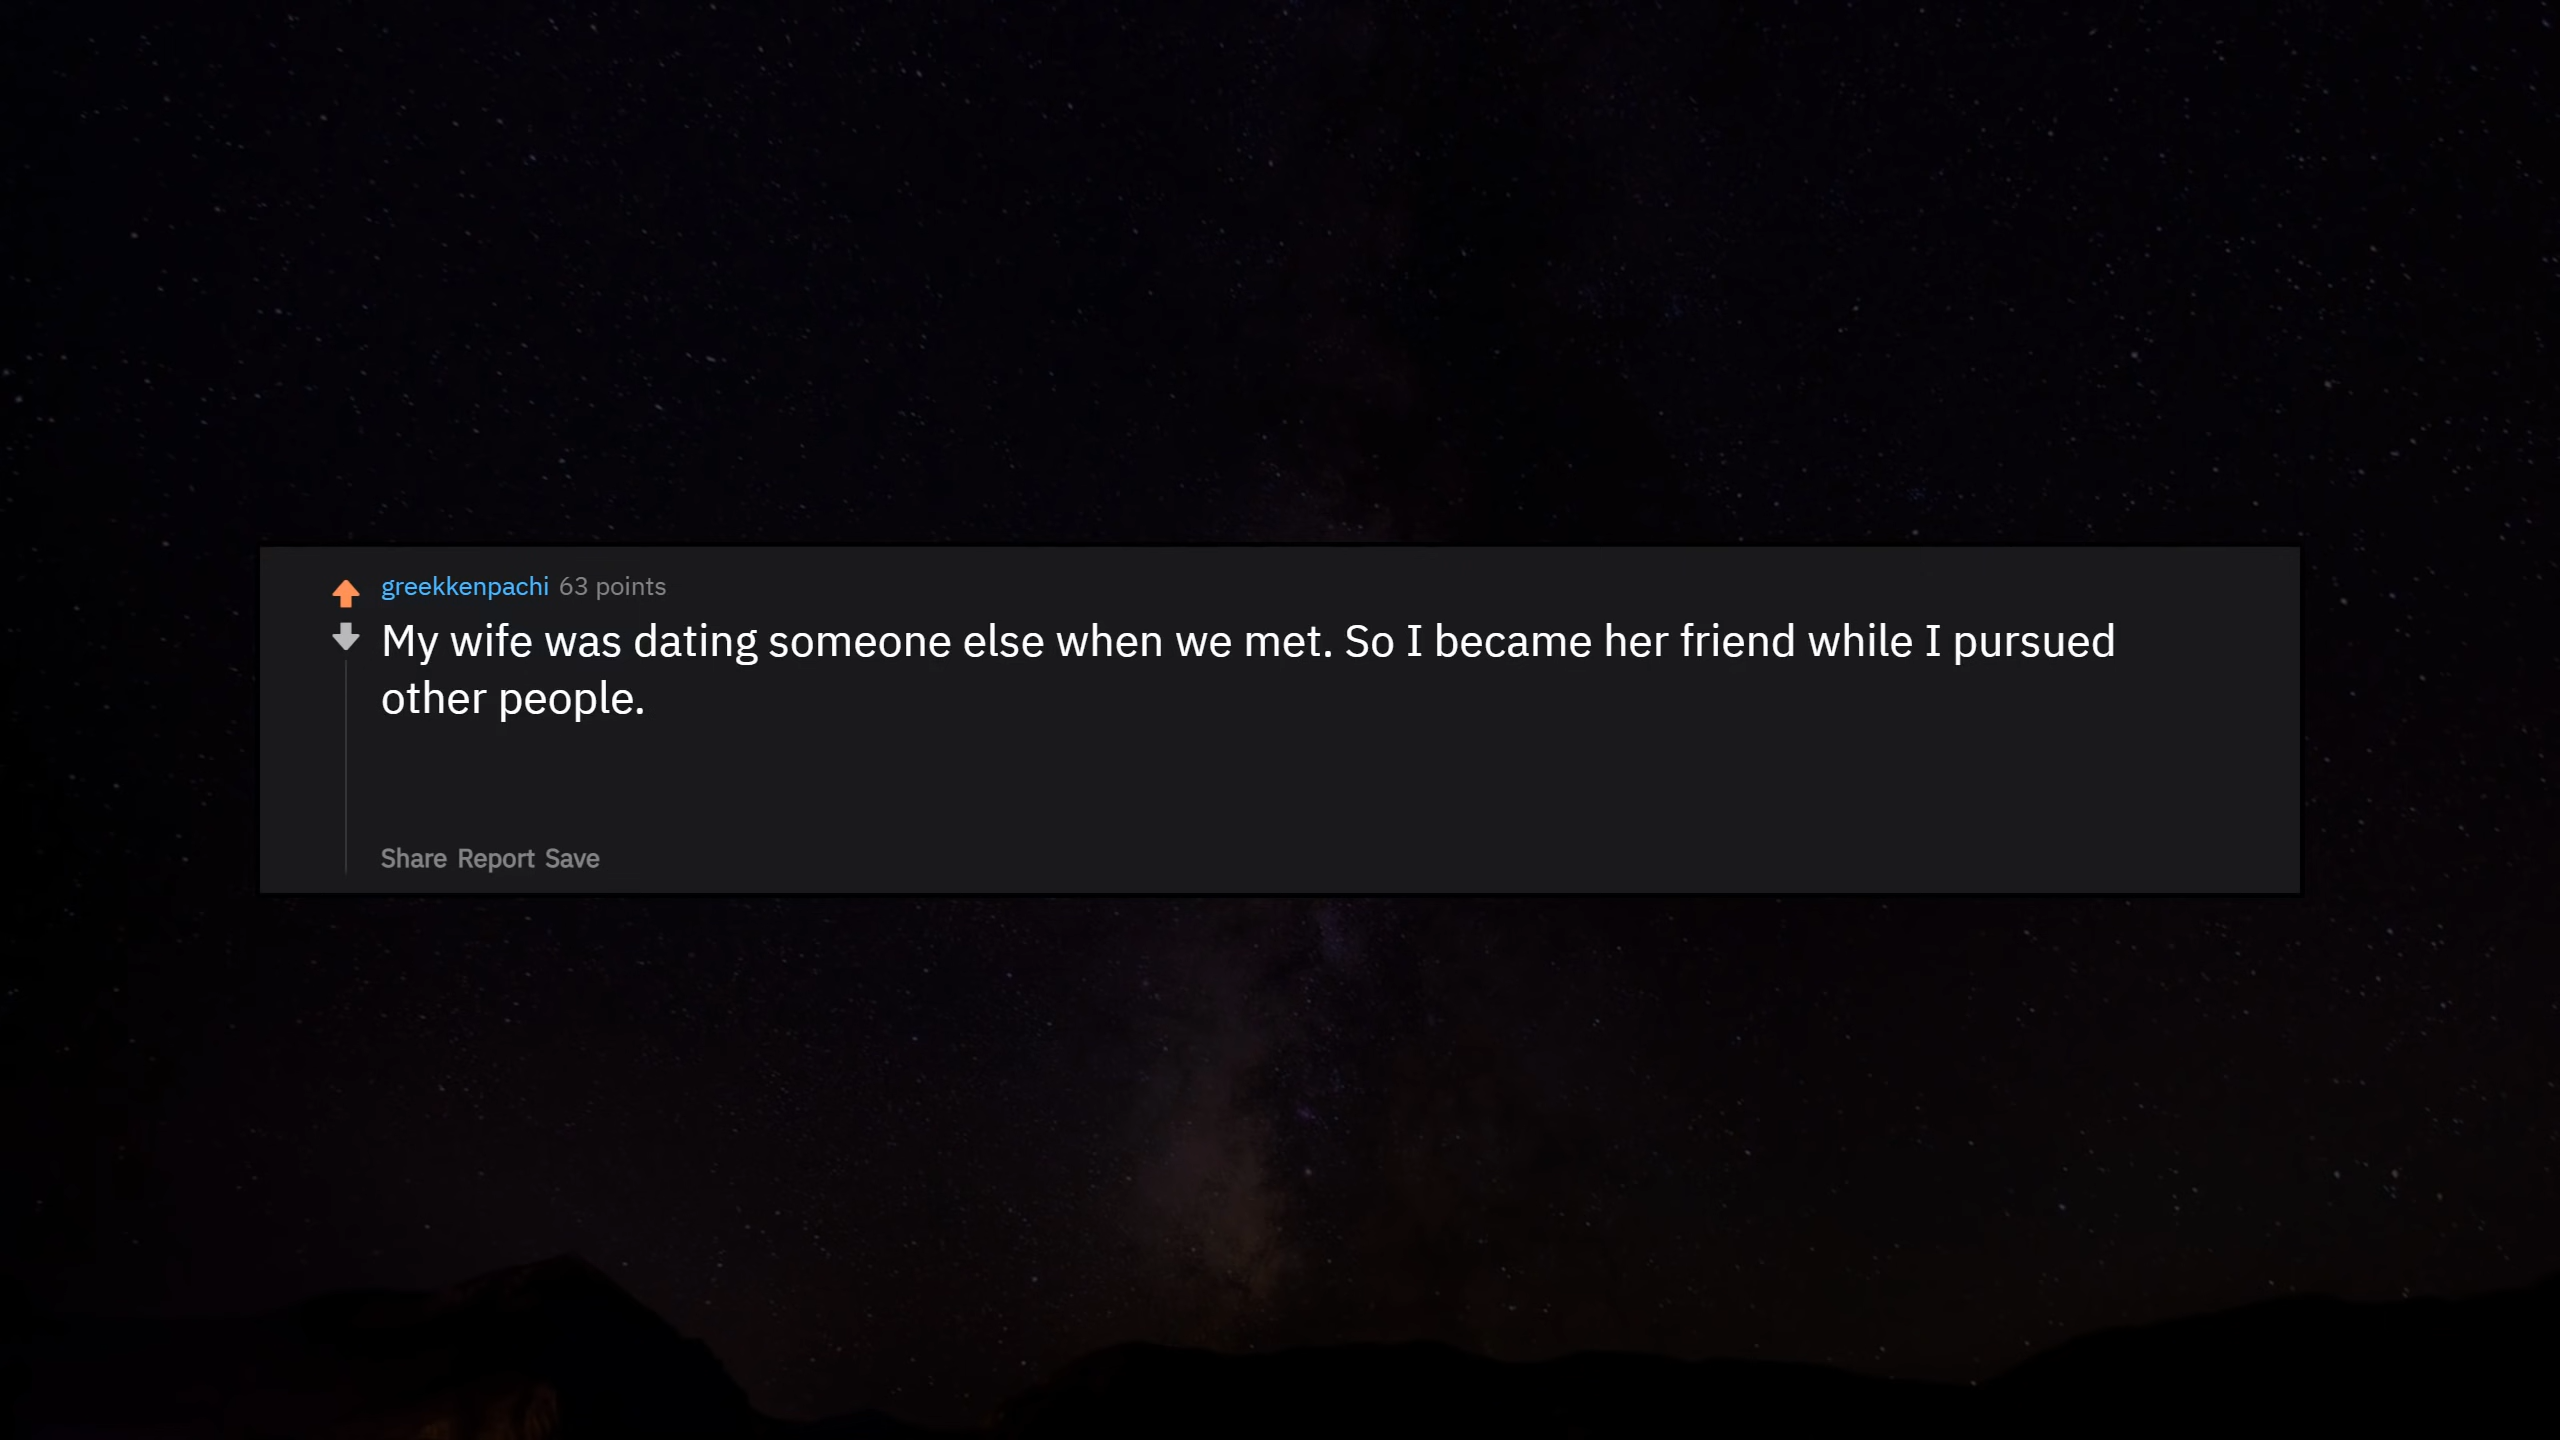 greekkenpachi 63 points
My wife was dating someone else when we met. So I became her friend while I pursued
other people.
Share Report Save